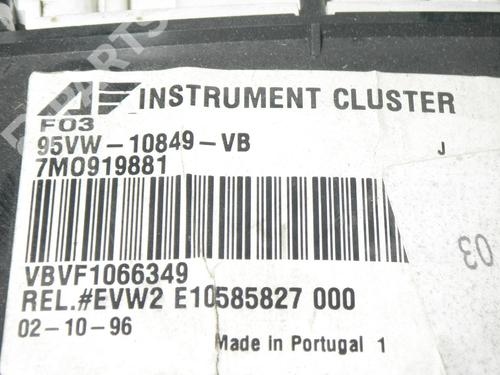 INSTRUMENT CLUSTER
F03
95VW-10849-VB J
7M0919881
03
VBVF1066349
REL.#EVW2 E10585827 000
02-10-96 Made in Portugal 1